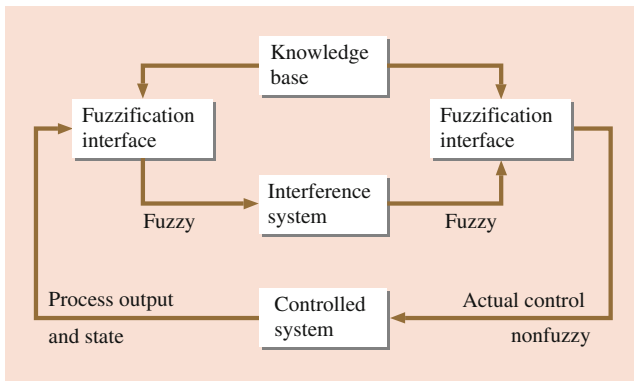 Knowledge
base
Fuzzification
interface
Fuzzification
interface
Interference
system
Fuzzy
Fuzzy
Process output
and state
Controlled
system
Actual control
nonfuzzy